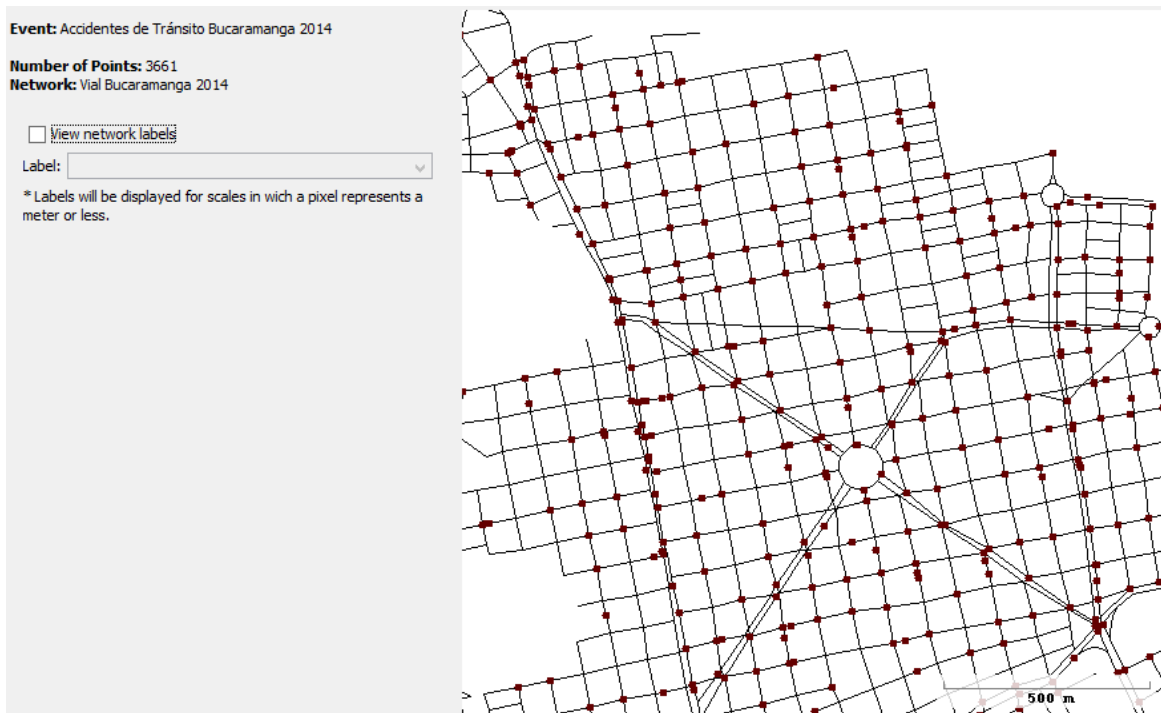 Event: Accidentes de Tránsito Bucaramanga 2014
Number of Points: 3661
Network: Vial Bucaramanga 2014
View network labels
Label:
* Labels will be displayed for scales in wich a pixel represents a
meter or less.
500 m